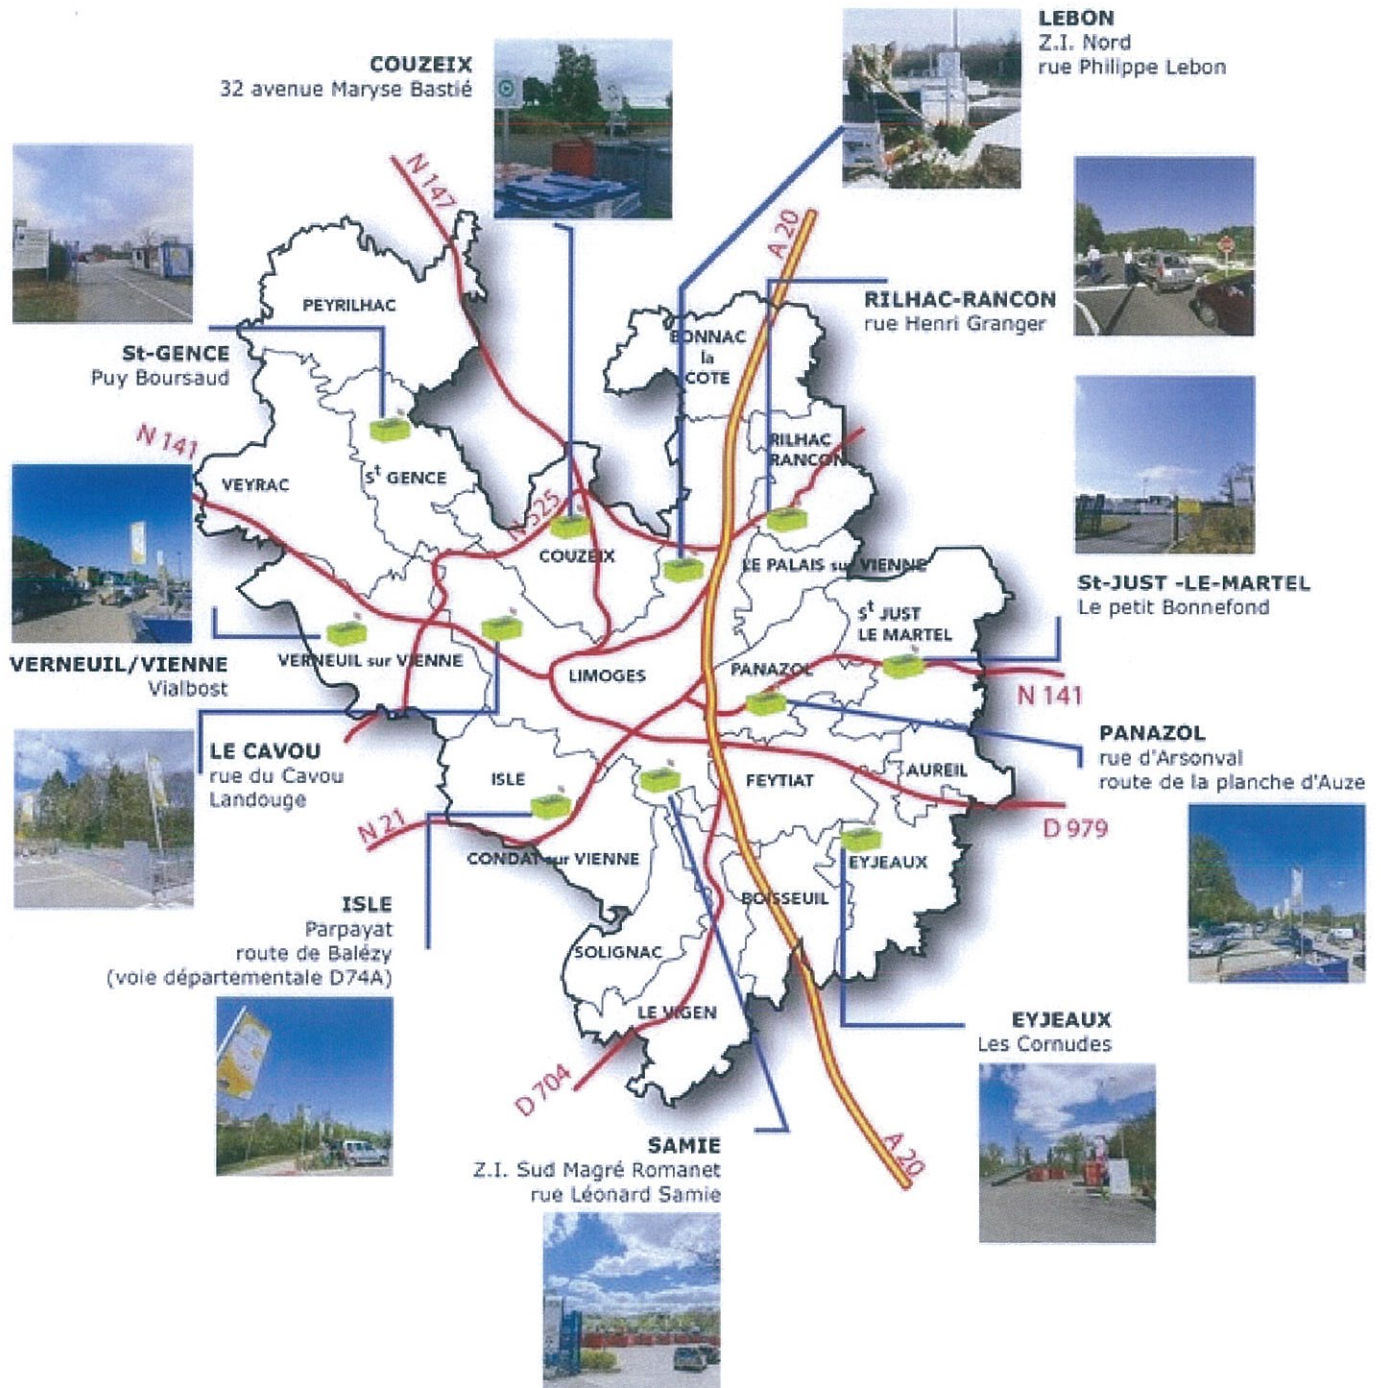 LEBON
Z.I. Nord
rue Philippe Lebon
COUZEIX
32 avenue Maryse Bastié
N 147
A 20
RILHAC-RANCON
rue Henri Granger
PEYRILHAC
BONNAC
la
COTE
St-GENCE
Puy Boursaud
N 141
RILHAC
RANCON
VEYRAC
St GENCE
N 525
COUZEIX
LE PALAIS sur VIENNE
St-JUST -LE-MARTEL
Le petit Bonnefond
St JUST
LE MARTEL
VERNEUIL/VIENNE
Vialbost
VERNEUIL sur VIENNE
LIMOGES
PANAZOL
N 141
LE CAVOU
rue du Cavou
Landouge
PANAZOL
rue d'Arsonval
route de la planche d'Auze
ISLE
FEYTIAT
AUREIL
N 21
D 979
CONDAT sur VIENNE
EYJEAUX
BOISSEUIL
ISLE
Parpayat
route de Balézy
(voie départementale D74A)
SOLIGNAC
LE VIGEN
EYJEAUX
Les Cornudes
D 704
A 20
SAMIE
Z.I. Sud Magré Romanet
rue Léonard Samie